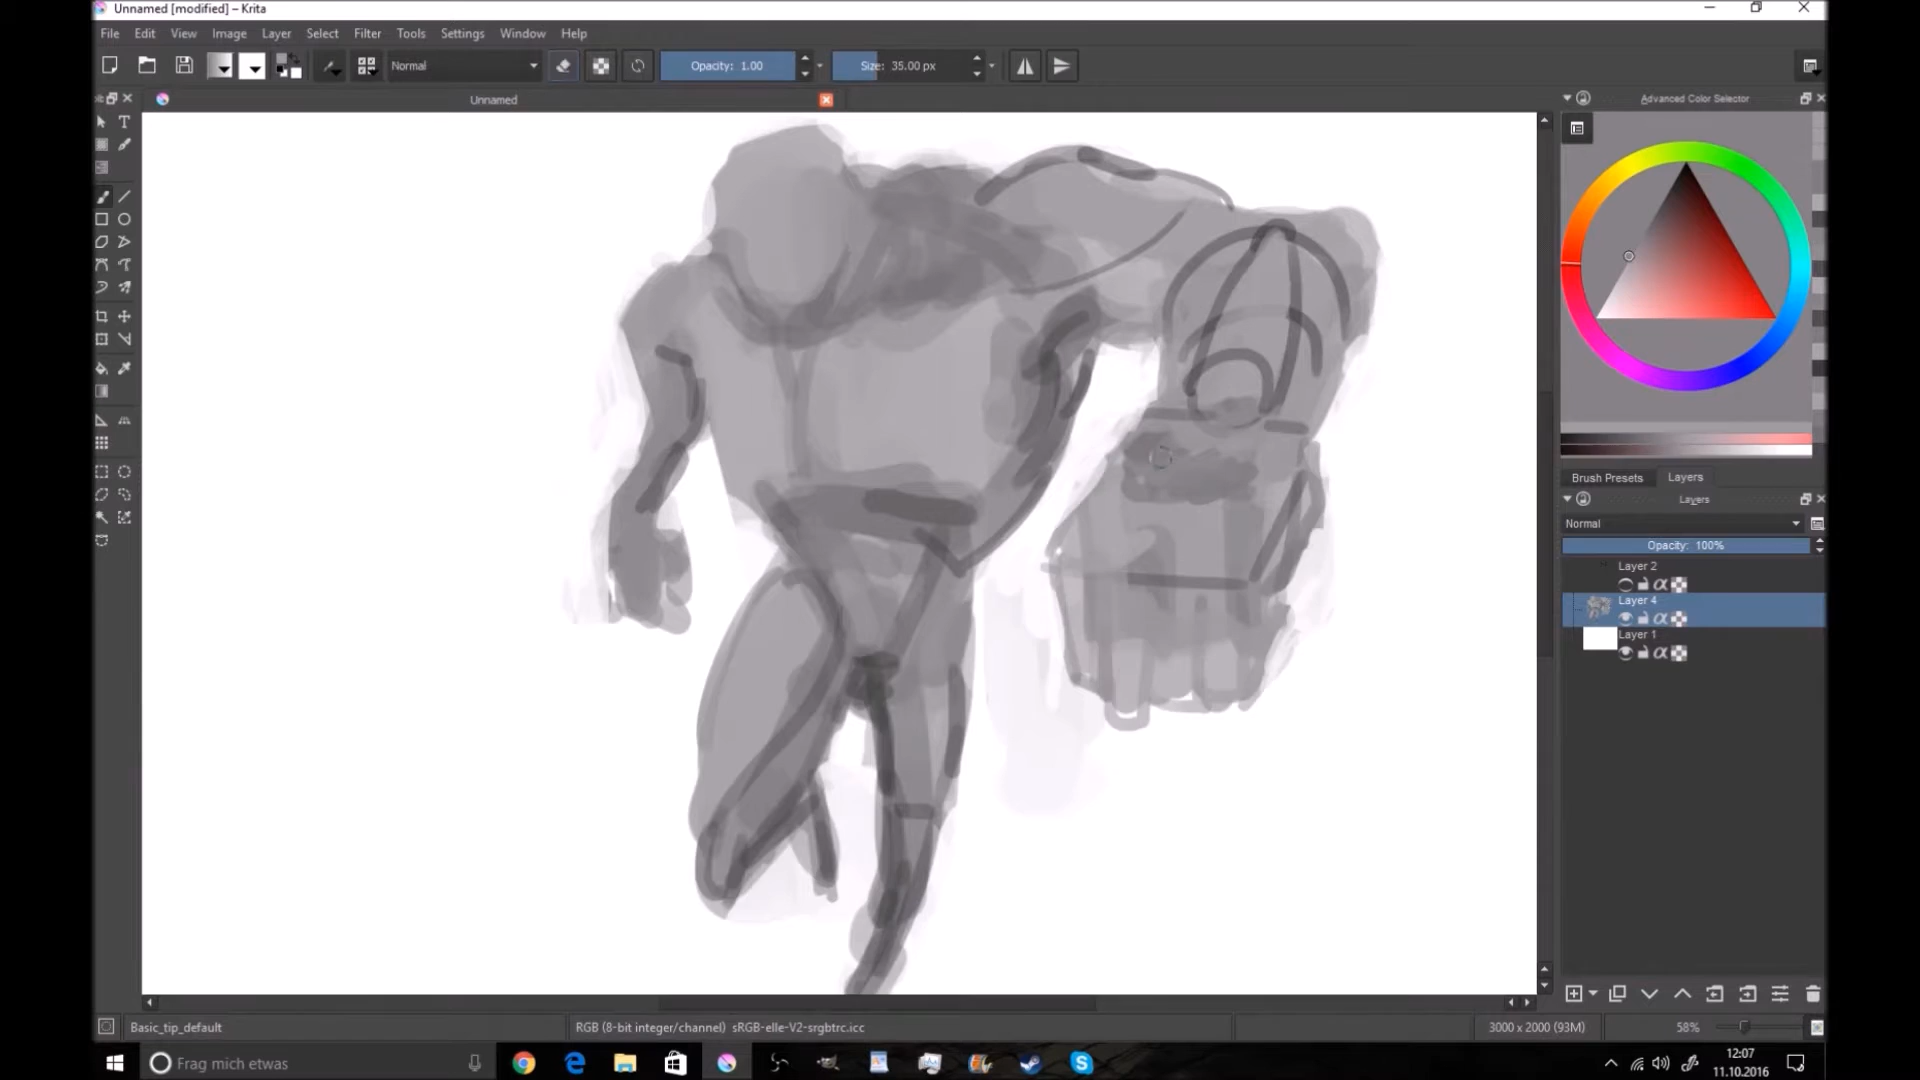 Unnamed [modified] – Krita
File Edit View Image Layer Select Filter Tools Settings Window Help
Normal Opacity: 1.00 Size: 35.00 px
Unnamed
Advanced Color Selector
Brush Presets Layers
Layers
Normal
Opacity: 100%
Layer 2
Layer 4
Layer 1
Basic_tip_default RGB (8-bit integer/channel) sRGB-elle-V2-srgbtrc.icc 3000 x 2000 (93M) 58%
Frag mich etwas
12:07
11.10.2016